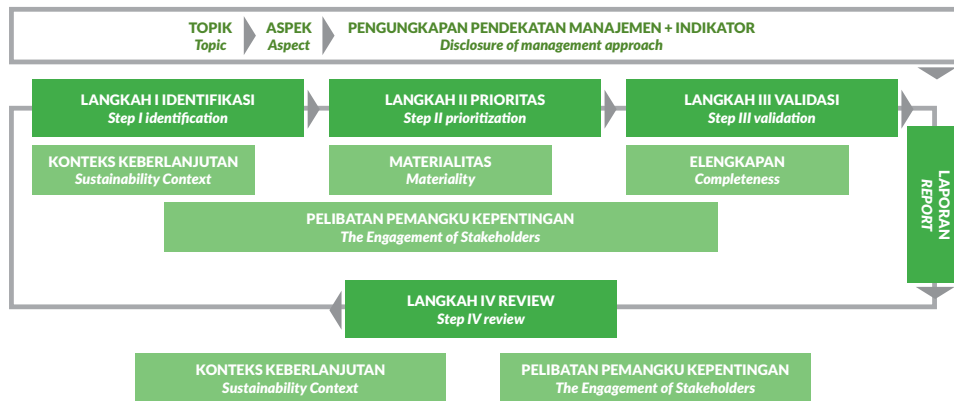 TOPIK
Topic
ASPEK
Aspect
PENGUNGKAPAN PENDEKATAN MANAJEMEN + INDIKATOR
Disclosure of management approach
LANGKAH I IDENTIFIKASI
Step I identification
LANGKAH II PRIORITAS
Step II prioritization
LANGKAH III VALIDASI
Step III validation
KONTEKS KEBERLANJUTAN
Sustainability Context
MATERIALITAS
Materiality
ELENGKAPAN
Completeness
PELIBATAN PEMANGKU KEPENTINGAN
The Engagement of Stakeholders
LAPORAN
REPORT
LANGKAH IV REVIEW
Step IV review
KONTEKS KEBERLANJUTAN
Sustainability Context
PELIBATAN PEMANGKU KEPENTINGAN
The Engagement of Stakeholders